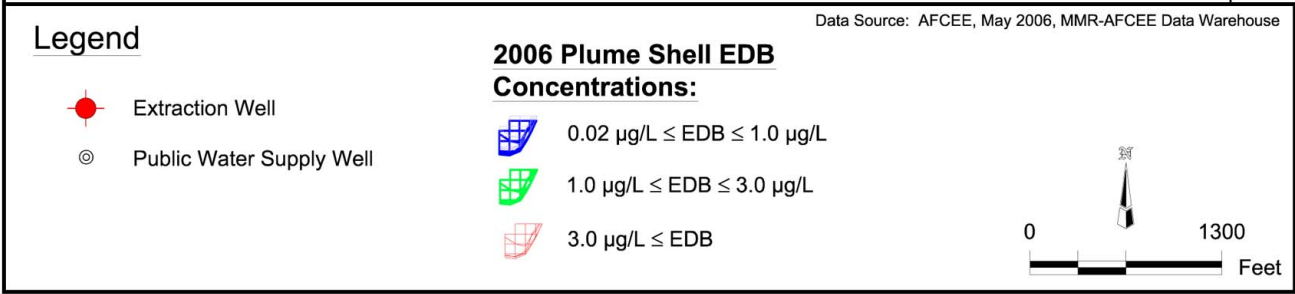 Data Source: AFCEE, May 2006, MMR-AFCEE Data Warehouse
Legend
Extraction Well
Public Water Supply Well
2006 Plume Shell EDB
Concentrations:
0.02 µg/L ≤ EDB ≤ 1.0 µg/L
1.0 µg/L ≤ EDB ≤ 3.0 µg/L
3.0 µg/L ≤ EDB
N
0 1300
Feet